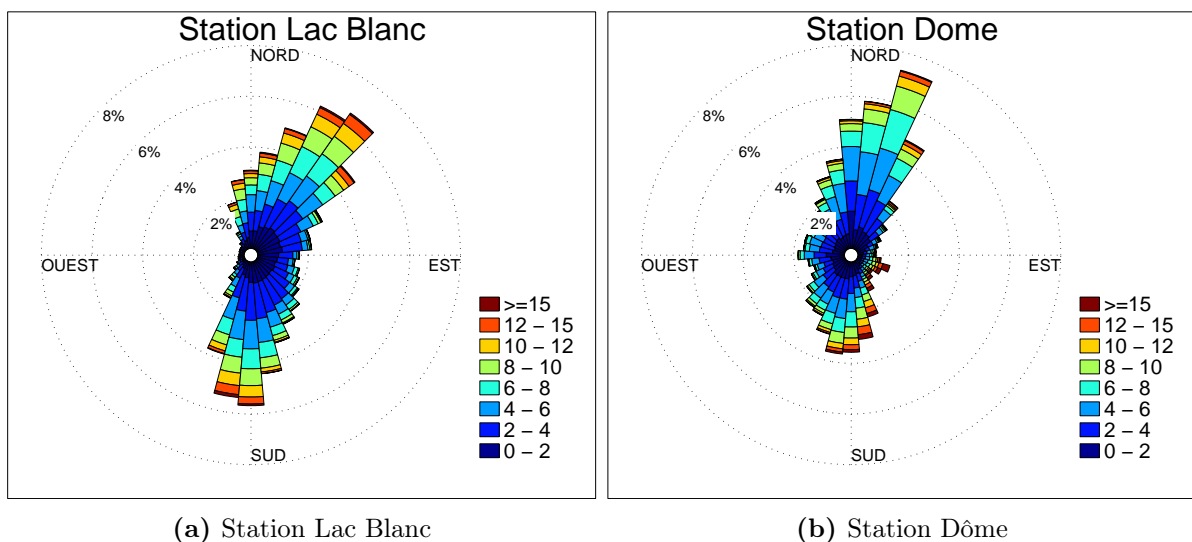 Station Lac Blanc
NORD
8%
6%
4%
2%
OUEST
EST
SUD
>=15
12 – 15
10 – 12
8 – 10
6 – 8
4 – 6
2 – 4
0 – 2
(a) Station Lac Blanc
Station Dome
NORD
8%
6%
4%
2%
OUEST
EST
SUD
>=15
12 – 15
10 – 12
8 – 10
6 – 8
4 – 6
2 – 4
0 – 2
(b) Station Dôme